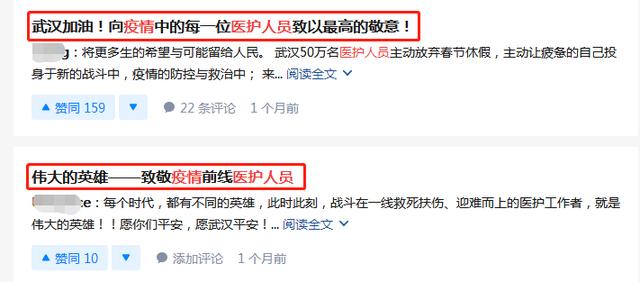 武汉加油！向疫情中的每一位医护人员致以最高的敬意！
g：将更多生的希望与可能留给人民。 武汉50万名医护人员主动放弃春节休假，主动让疲惫的自己投
身于新的战斗中，疫情的防控与救治中； 来... 阅读全文
赞同 159 22 条评论 1 个月前
伟大的英雄——致敬疫情前线医护人员
ce：每个时代，都有不同的英雄，此时此刻，战斗在一线救死扶伤、迎难而上的医护工作者，就是
伟大的英雄！！愿你们平安，愿武汉平安！... 阅读全文
赞同 10 添加评论 1 个月前